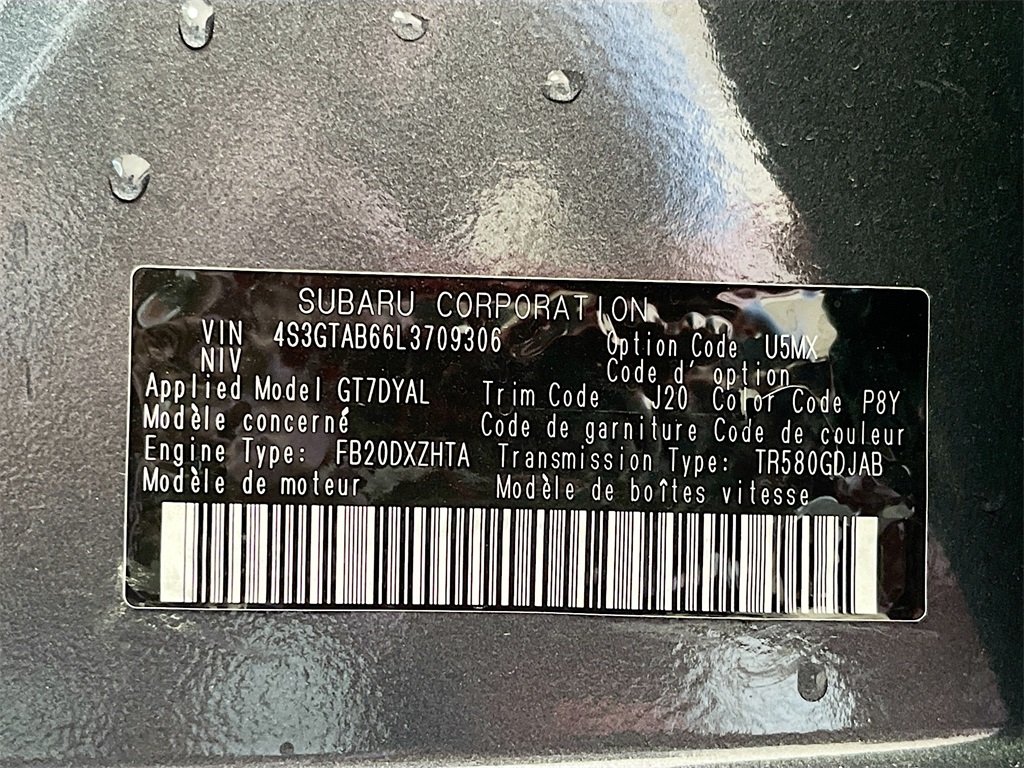 SUBARU CORPORATION
VIN 4S3GTAB66L3709306 Option Code U5MX
NIV Code d'option
Applied Model GT7DYAL Trim Code J20 Color Code P8Y
Modèle concerné Code de garniture Code de couleur
Engine Type: FB20DXZHTA Transmission Type: TR580GDJAB
Modèle de moteur Modèle de boîtes vitesse